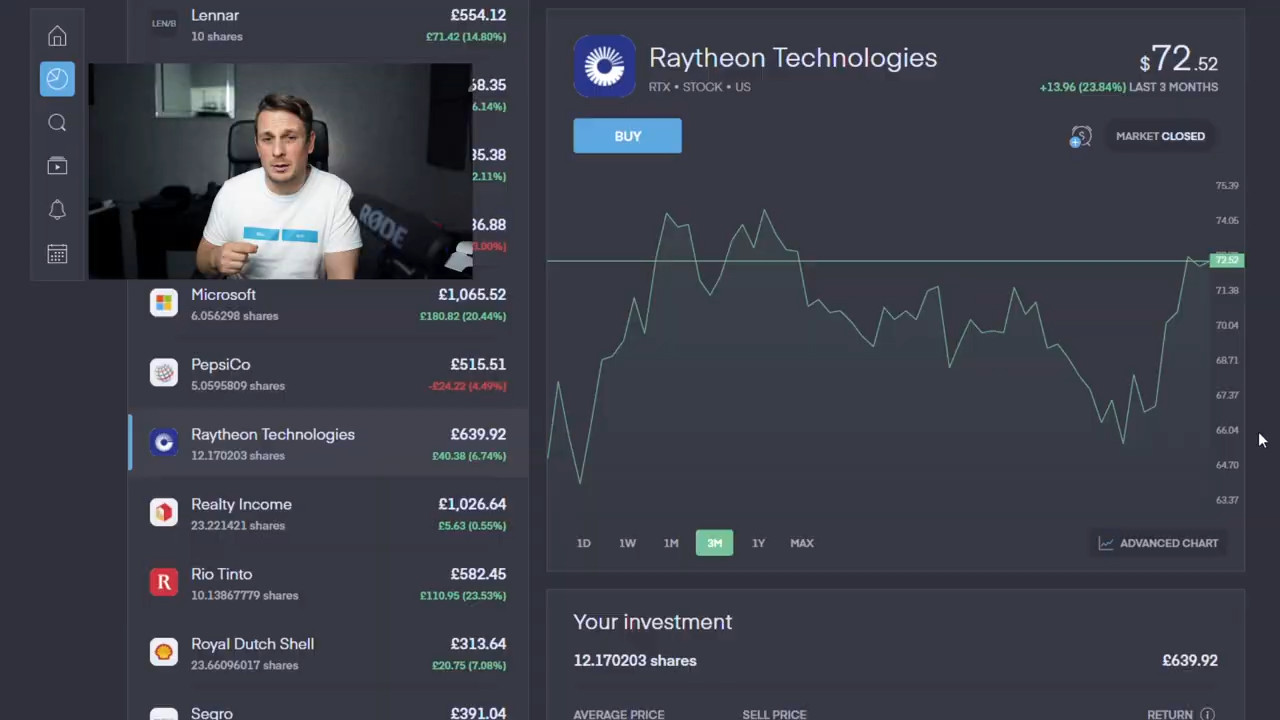 LEN/B
Lennar
£554.12
10 shares
£71.42 (14.80%)
68.35
6.14%)
35.38
2.11%)
36.88
RØDE
Microsoft
£1,065.52
6.056298 shares
£180.82 (20.44%)
PepsiCo
£515.51
5.0595809 shares
-£24.22 (4.49%)
Raytheon Technologies
£639.92
12.170203 shares
£40.38 (6.74%)
Realty Income
£1,026.64
23.221421 shares
£5.63 (0.55%)
R
Rio Tinto
£582.45
10.13867779 shares
£110.95 (23.53%)
Royal Dutch Shell
£313.64
23.66096017 shares
£20.75 (7.08%)
Segro
£391.04
Raytheon Technologies
$72.52
RTX • STOCK • US
+13.96 (23.84%) LAST 3 MONTHS
BUY
MARKET CLOSED
75.39
74.05
72.52
71.38
70.04
68.71
67.37
66.04
64.70
63.37
1D
1W
1M
3M
1Y
MAX
ADVANCED CHART
Your investment
12.170203 shares
£639.92
AVERAGE PRICE
SELL PRICE
RETURN